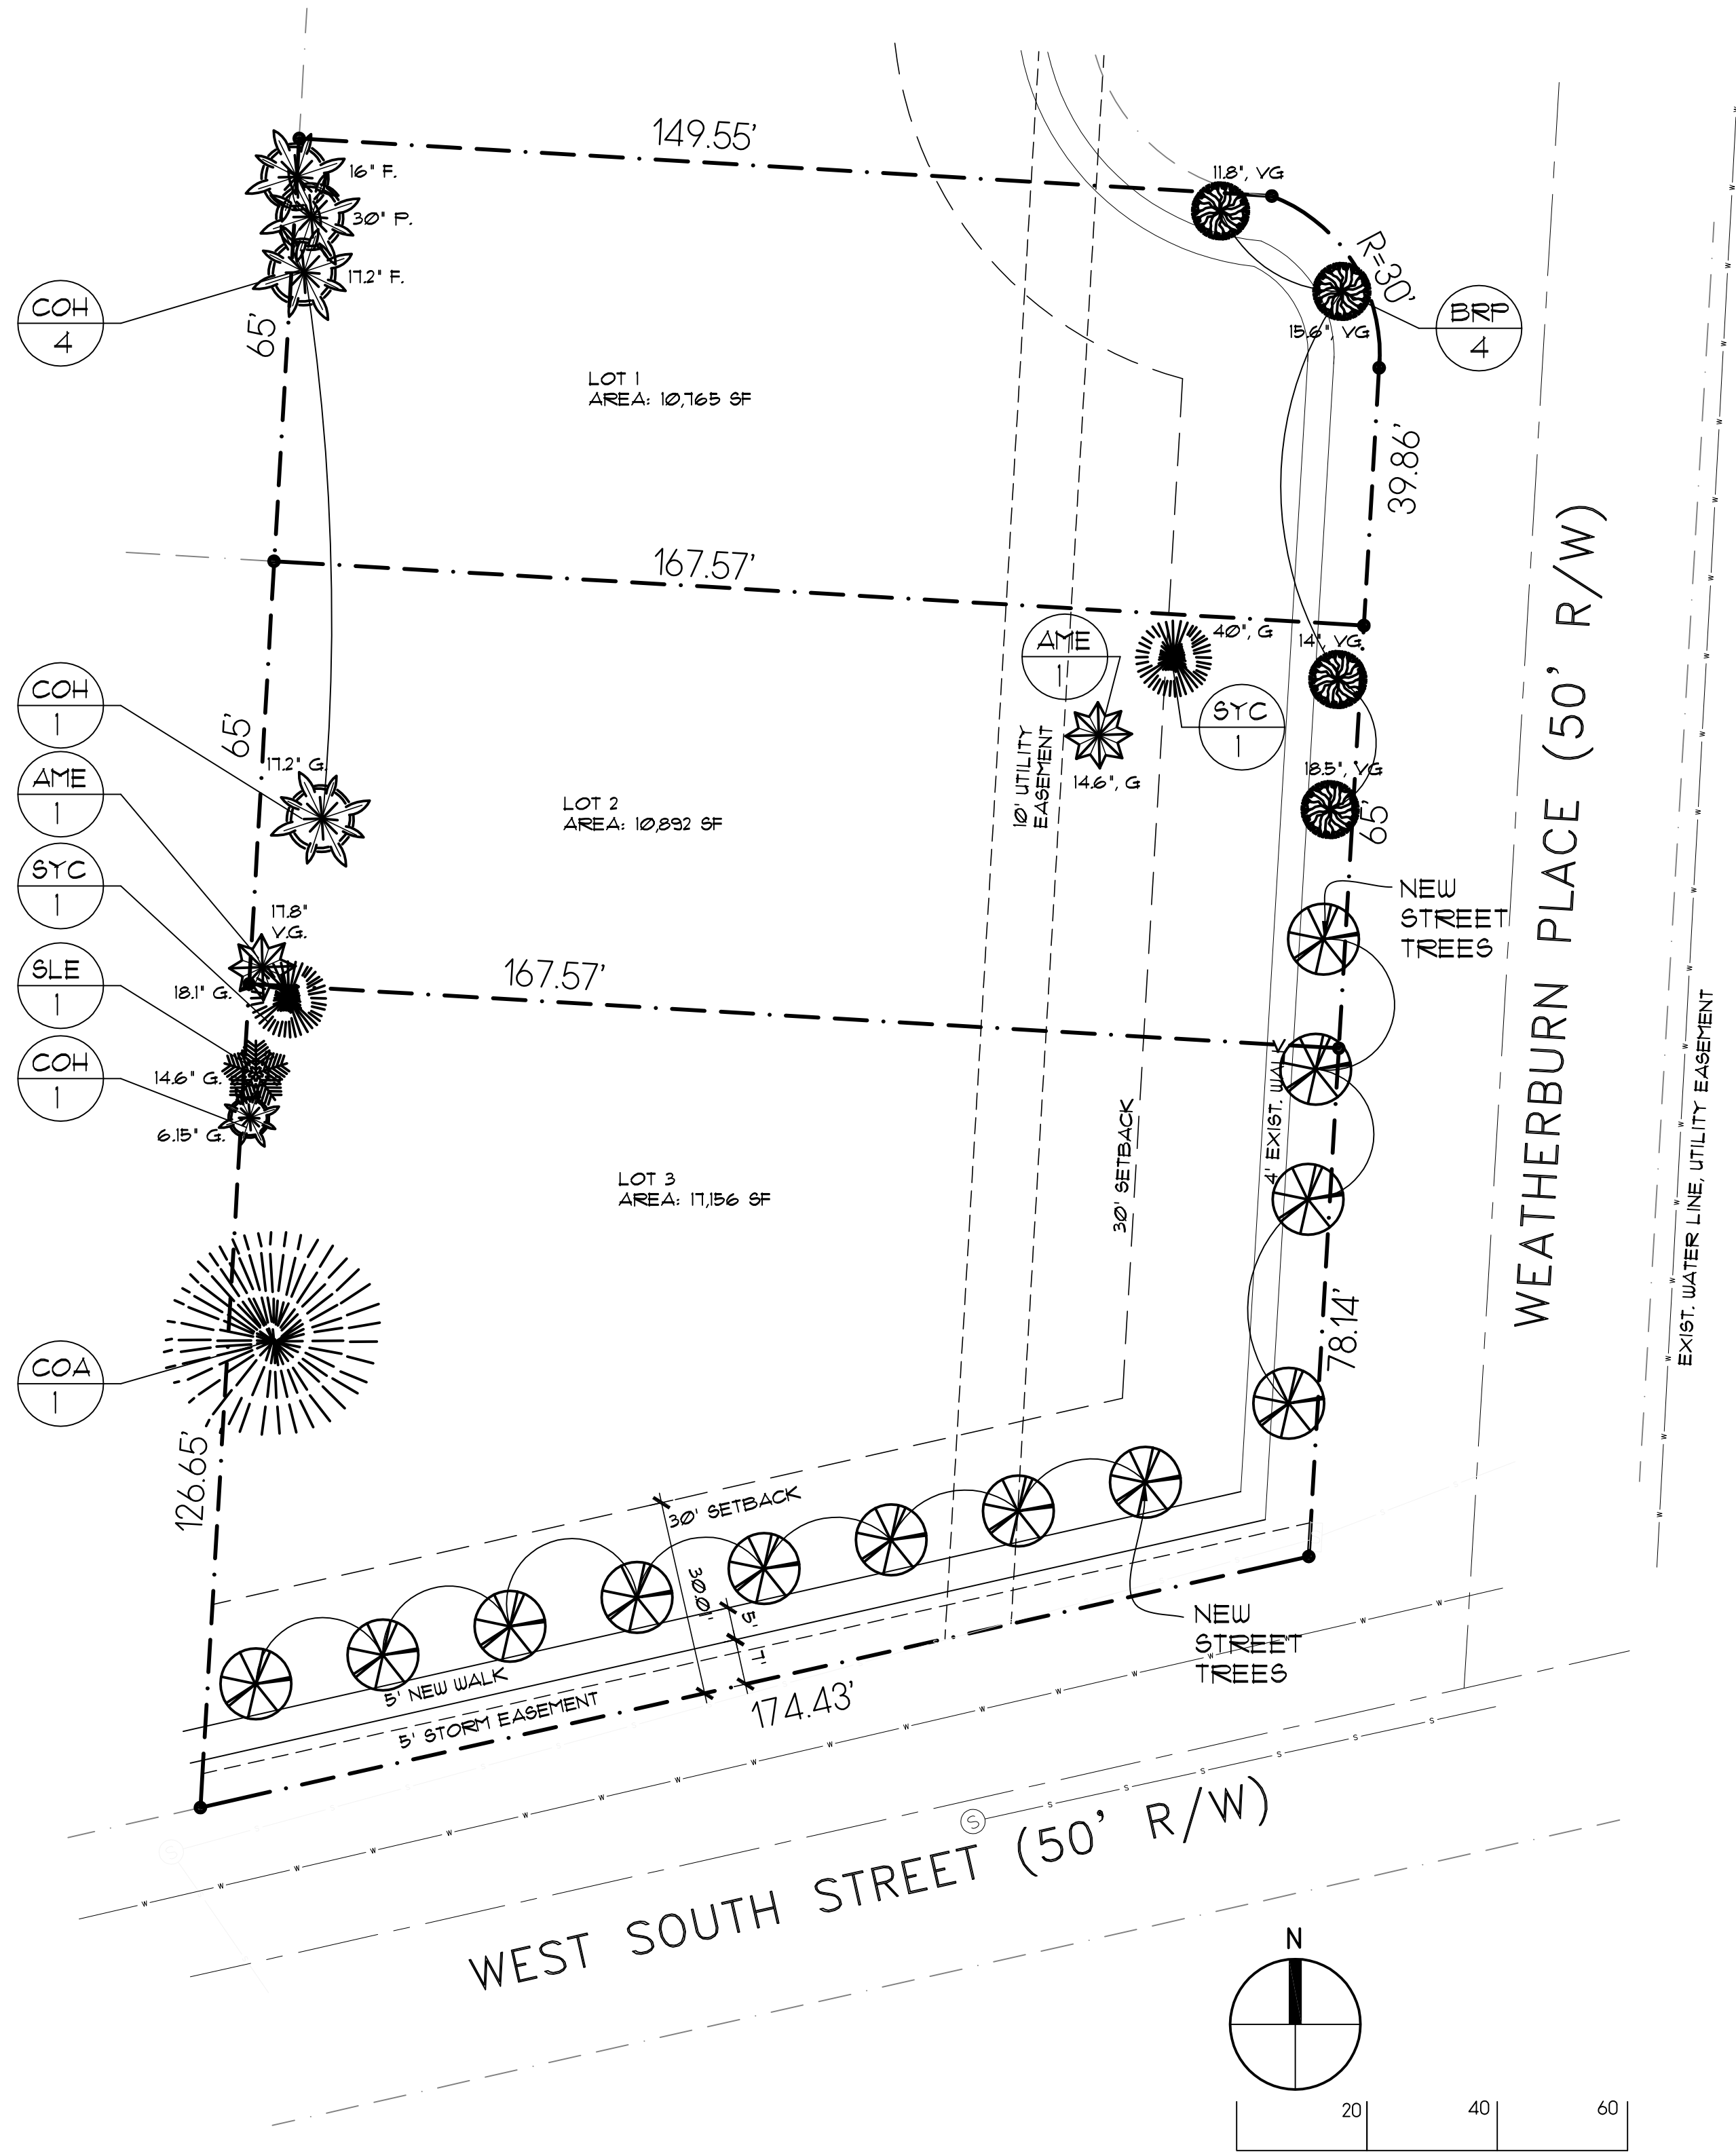 149.55'
11.8", VG
16" F.
30" P.
17.2" F.
R=30'
COH
4
BRP
4
65'
15.6", VG
LOT 1
AREA: 10,765 SF
39.86'
167.57'
WEATHERBURN PLACE (50' R/W)
AME
1
40", G
14", VG.
COH
1
65'
SYC
1
17.2" G.
10' UTILITY
EASEMENT
14.6", G
18.5", VG
65'
AME
1
LOT 2
AREA: 10,892 SF
SYC
1
NEW
STREET
TREES
17.8"
V.G.
SLE
1
18.1" G.
167.57'
COH
1
14.6" G.
6.15" G.
4' EXIST. WALK
30' SETBACK
EXIST. WATER LINE, UTILITY EASEMENT
LOT 3
AREA: 17,156 SF
COA
1
78.14'
126.65'
30' SETBACK
30.01'
5'
7'
NEW
STREET
TREES
5' NEW WALK
5' STORM EASEMENT
174.43'
S
WEST SOUTH STREET (50' R/W)
S
N
20
40
60